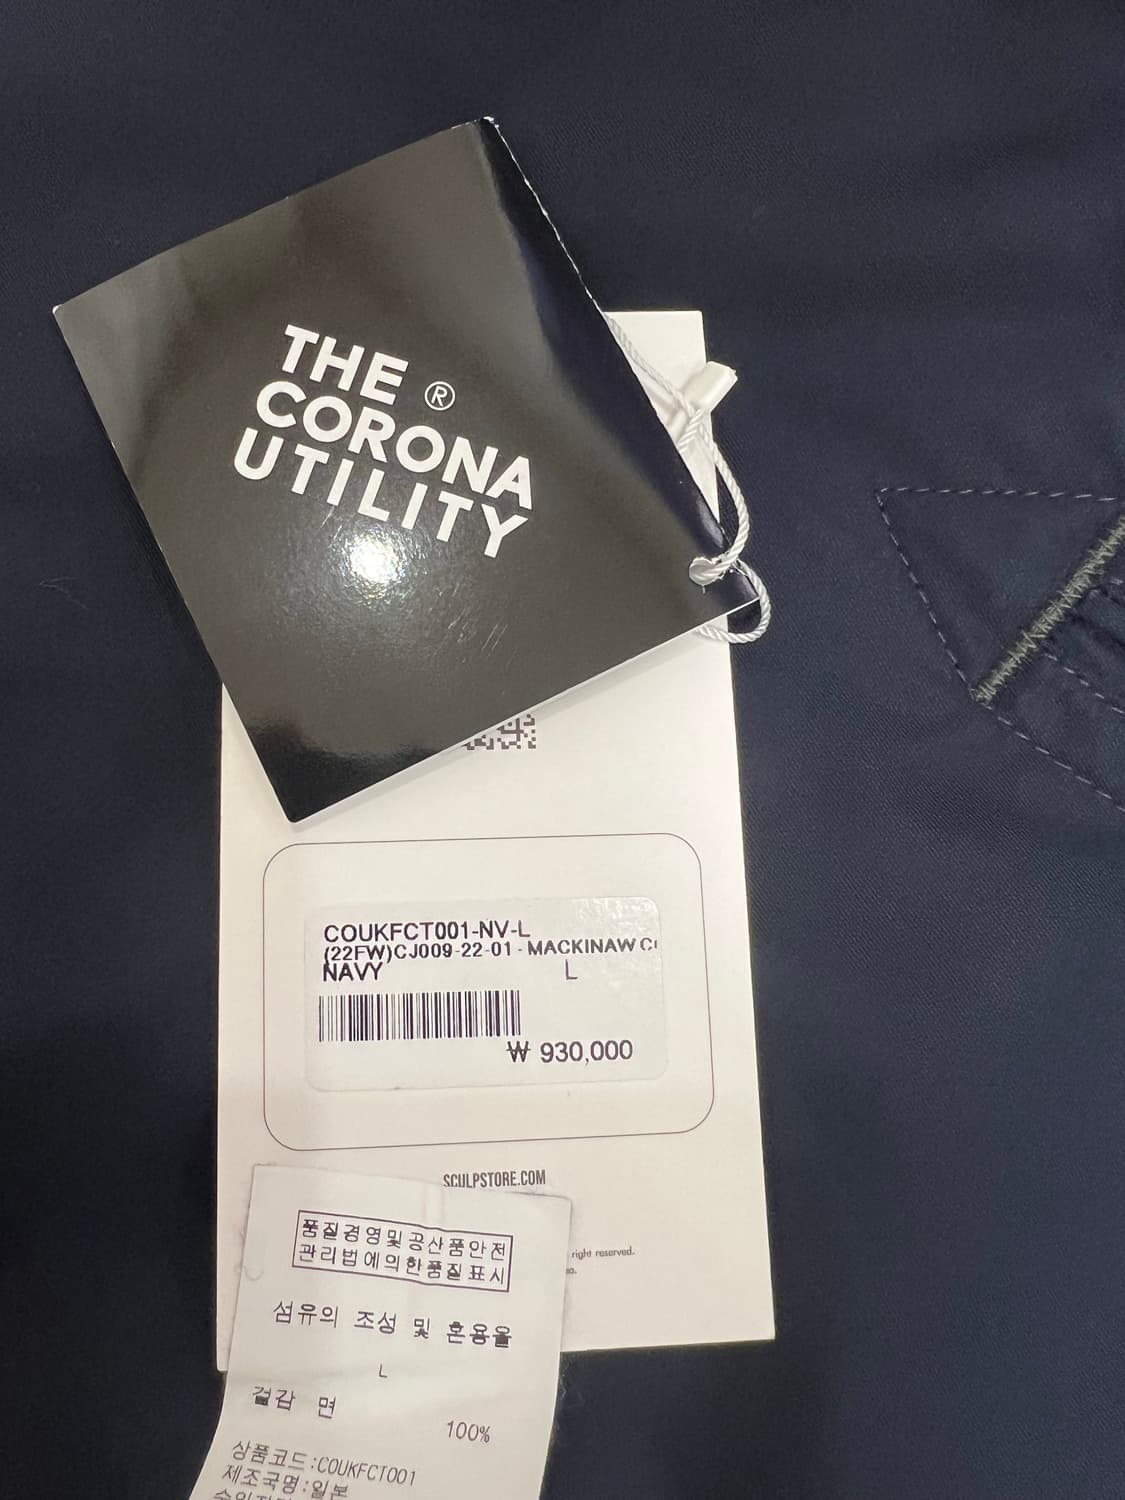 THE ®
CORONA
UTILITY
COUKFCT001-NV-L
(22FW)CJ009-22-01 - MACKINAW
NAVY L
₩ 930,000
SCULPSTORE.COM
right reserved.
품질경영및공산품안전
관리법에의한품질표시
섬유의 조성 및 혼용율
L
겉감 면
100%
상품코드:COUKFCT001
제조국명:일본